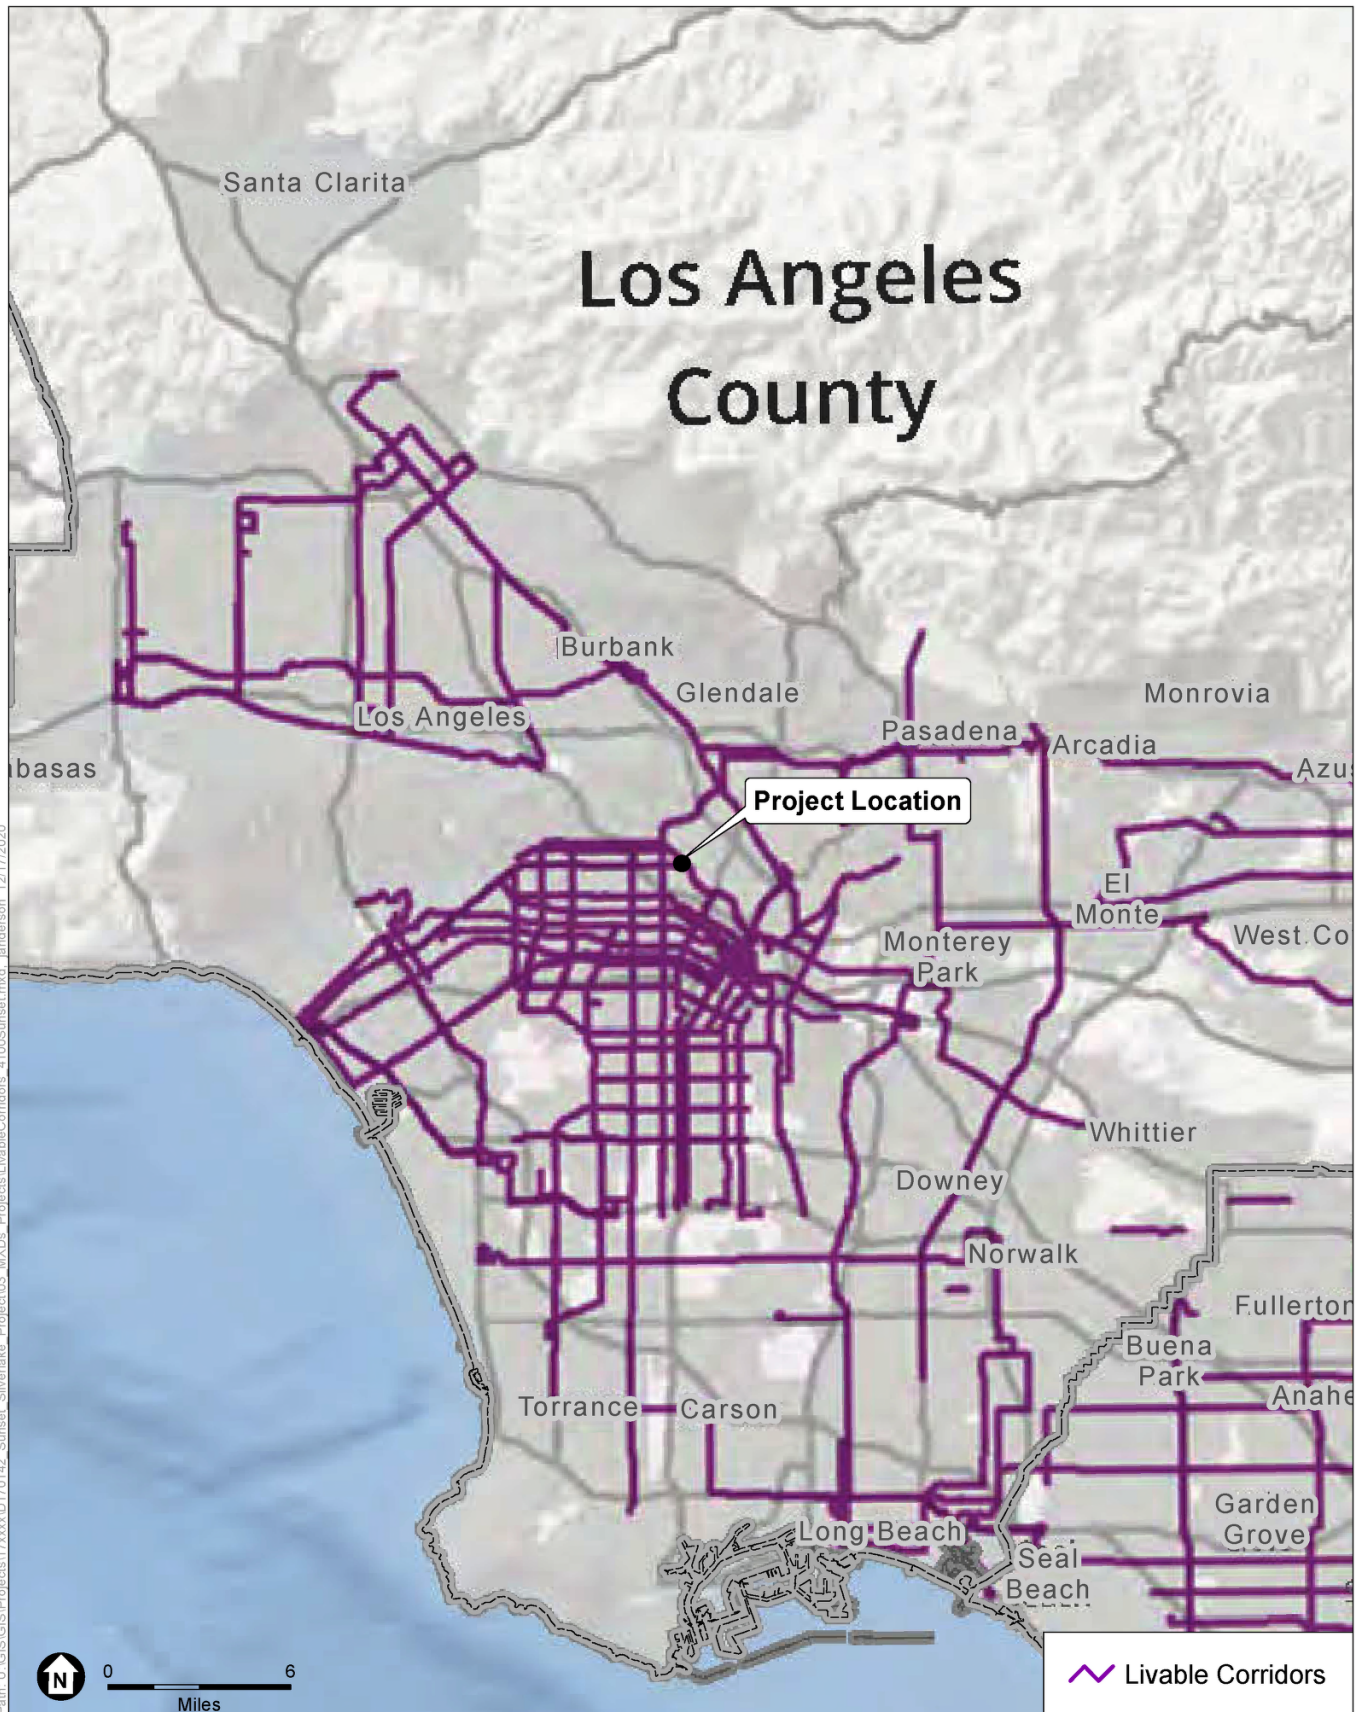 Santa Clarita
Los Angeles
County
Burbank
Glendale
Monrovia
Los Angeles
Pasadena
Arcadia
abasas
Azus
Project Location
El
Monte
West Co
Monterey
Park
Whittier
Downey
Norwalk
Fullerton
Buena
Park
Anahe
Torrance
Carson
Garden
Grove
Long Beach
Seal
Beach
N
0 6
Miles
Livable Corridors